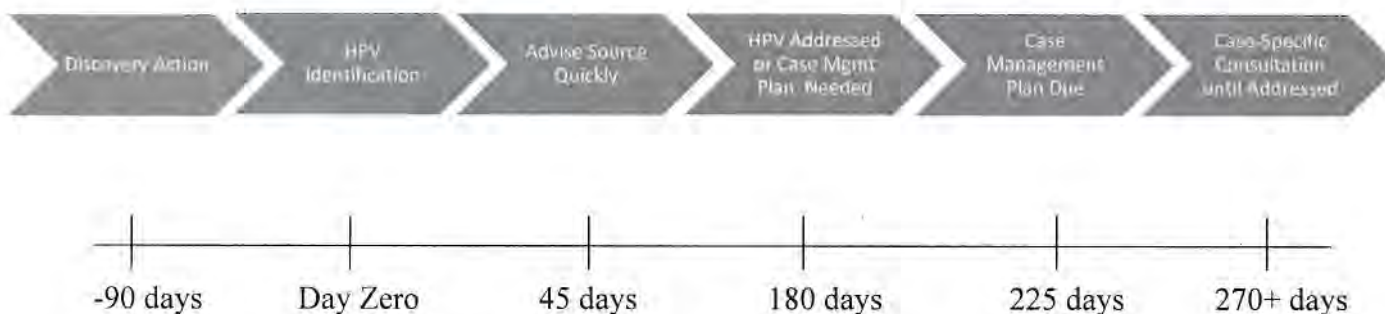 Discovery Action
HPV
Identification
Advise Source
Quickly
HPV Addressed
or Case Mgmt
Plan Needed
Case
Management
Plan Due
Case-Specific
Consultation
until Addressed
-90 days
Day Zero
45 days
180 days
225 days
270+ days